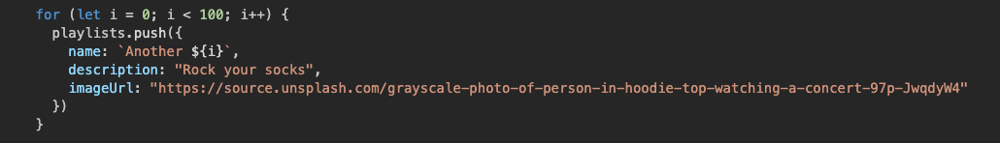 for (let i = 0; i < 100; i++) {
playlists.push({
name: `Another ${i}`,
description: "Rock your socks",
imageUrl: "https://source.unsplash.com/grayscale-photo-of-person-in-hoodie-top-watching-a-concert-97p-JwqdyW4"
})
}